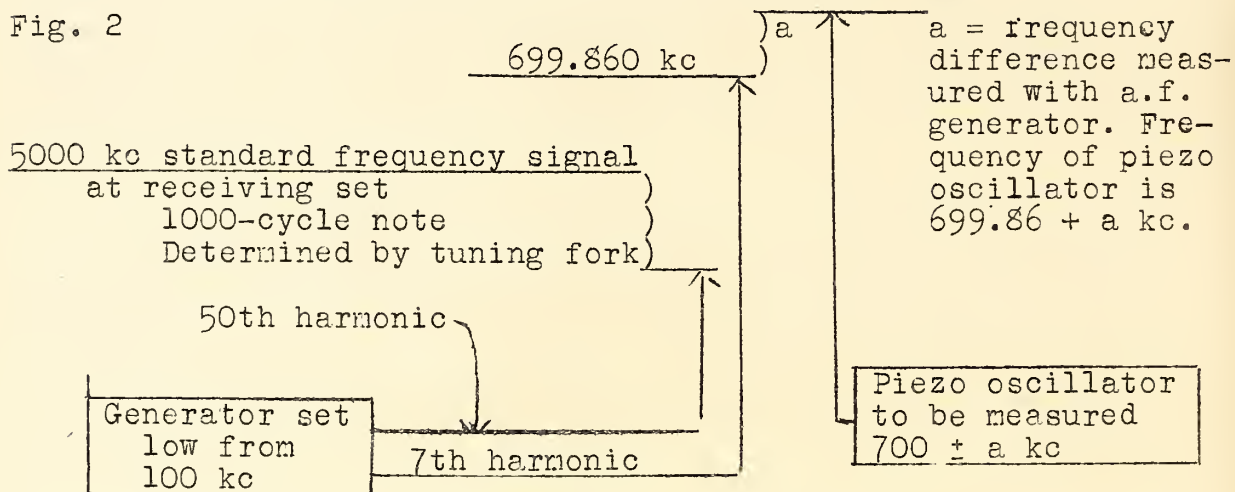 Fig. 2
)a
699.860 kc )
a = frequency
difference meas-
ured with a.f.
generator. Fre-
quency of piezo
oscillator is
699.86 + a kc.
5000 kc standard frequency signal
at receiving set )
1000-cycle note )
Determined by tuning fork)
50th harmonic
Generator set
low from
100 kc
7th harmonic
Piezo oscillator
to be measured
700 ± a kc